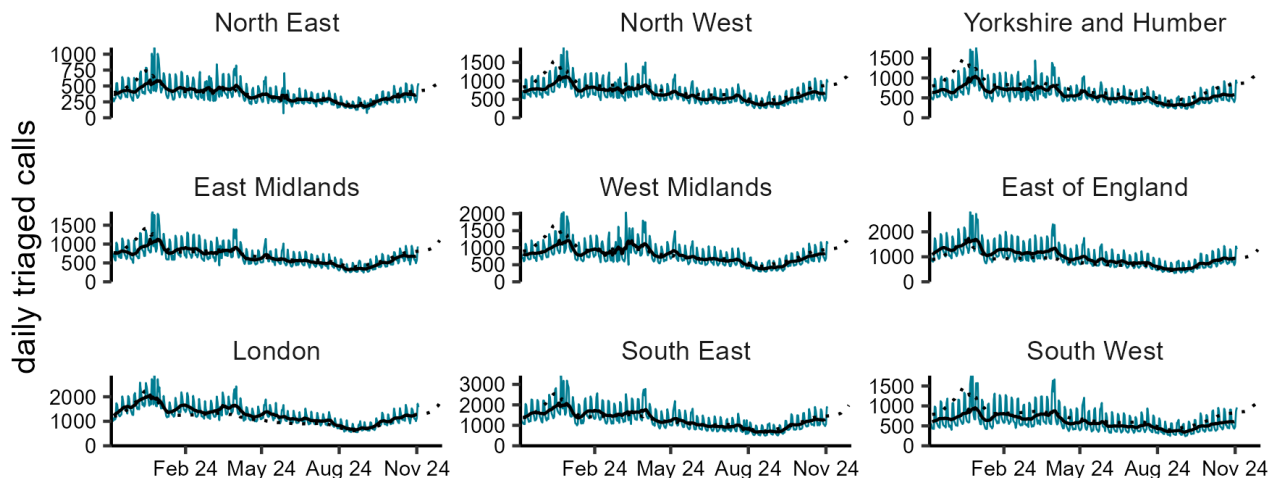 North East
North West
Yorkshire and Humber
1000
750
500
250
0
1500
1000
500
0
1500
1000
500
0
daily triaged calls
East Midlands
West Midlands
East of England
1500
1000
500
0
2000
1500
1000
500
0
2000
1000
0
London
South East
South West
2000
1000
0
3000
2000
1000
0
1500
1000
500
0
Feb 24 May 24 Aug 24 Nov 24
Feb 24 May 24 Aug 24 Nov 24
Feb 24 May 24 Aug 24 Nov 24